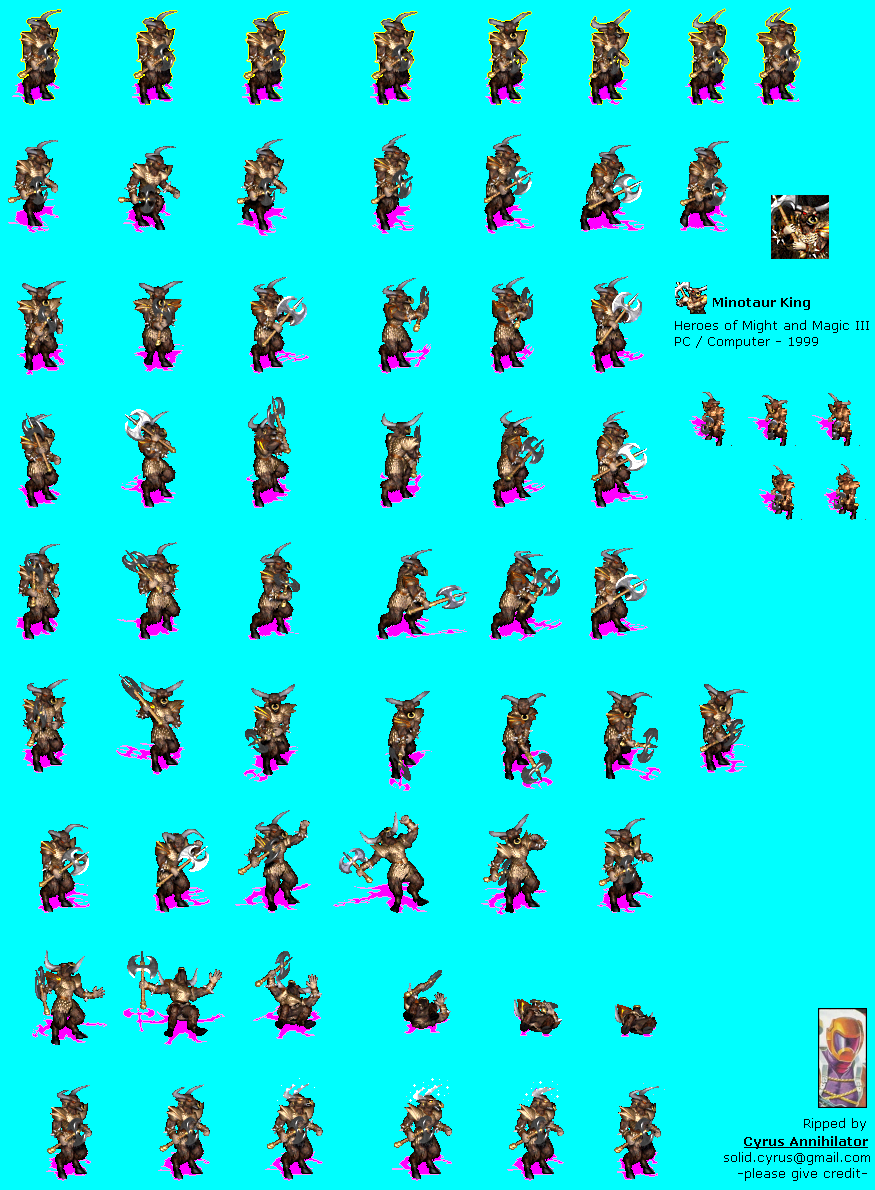 Minotaur King
Heroes of Might and Magic III
PC / Computer - 1999
Ripped by
Cyrus Annihilator
solid.cyrus@gmail.com
-please give credit-